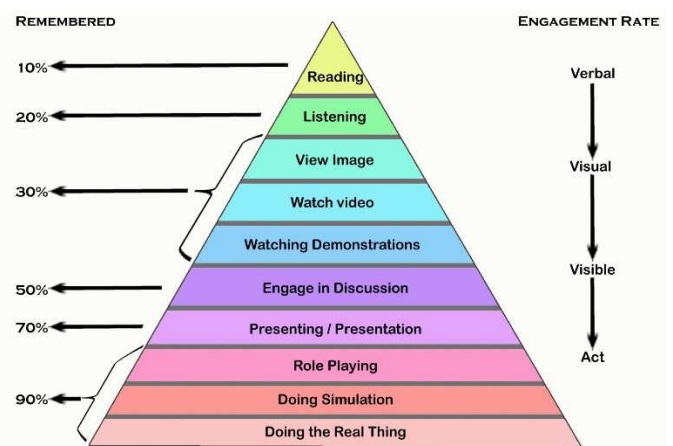 REMEMBERED
ENGAGEMENT RATE
10%
Reading
Verbal
20%
Listening
View Image
Visual
30%
Watch video
Watching Demonstrations
Visible
50%
Engage in Discussion
70%
Presenting / Presentation
Act
Role Playing
90%
Doing Simulation
Doing the Real Thing